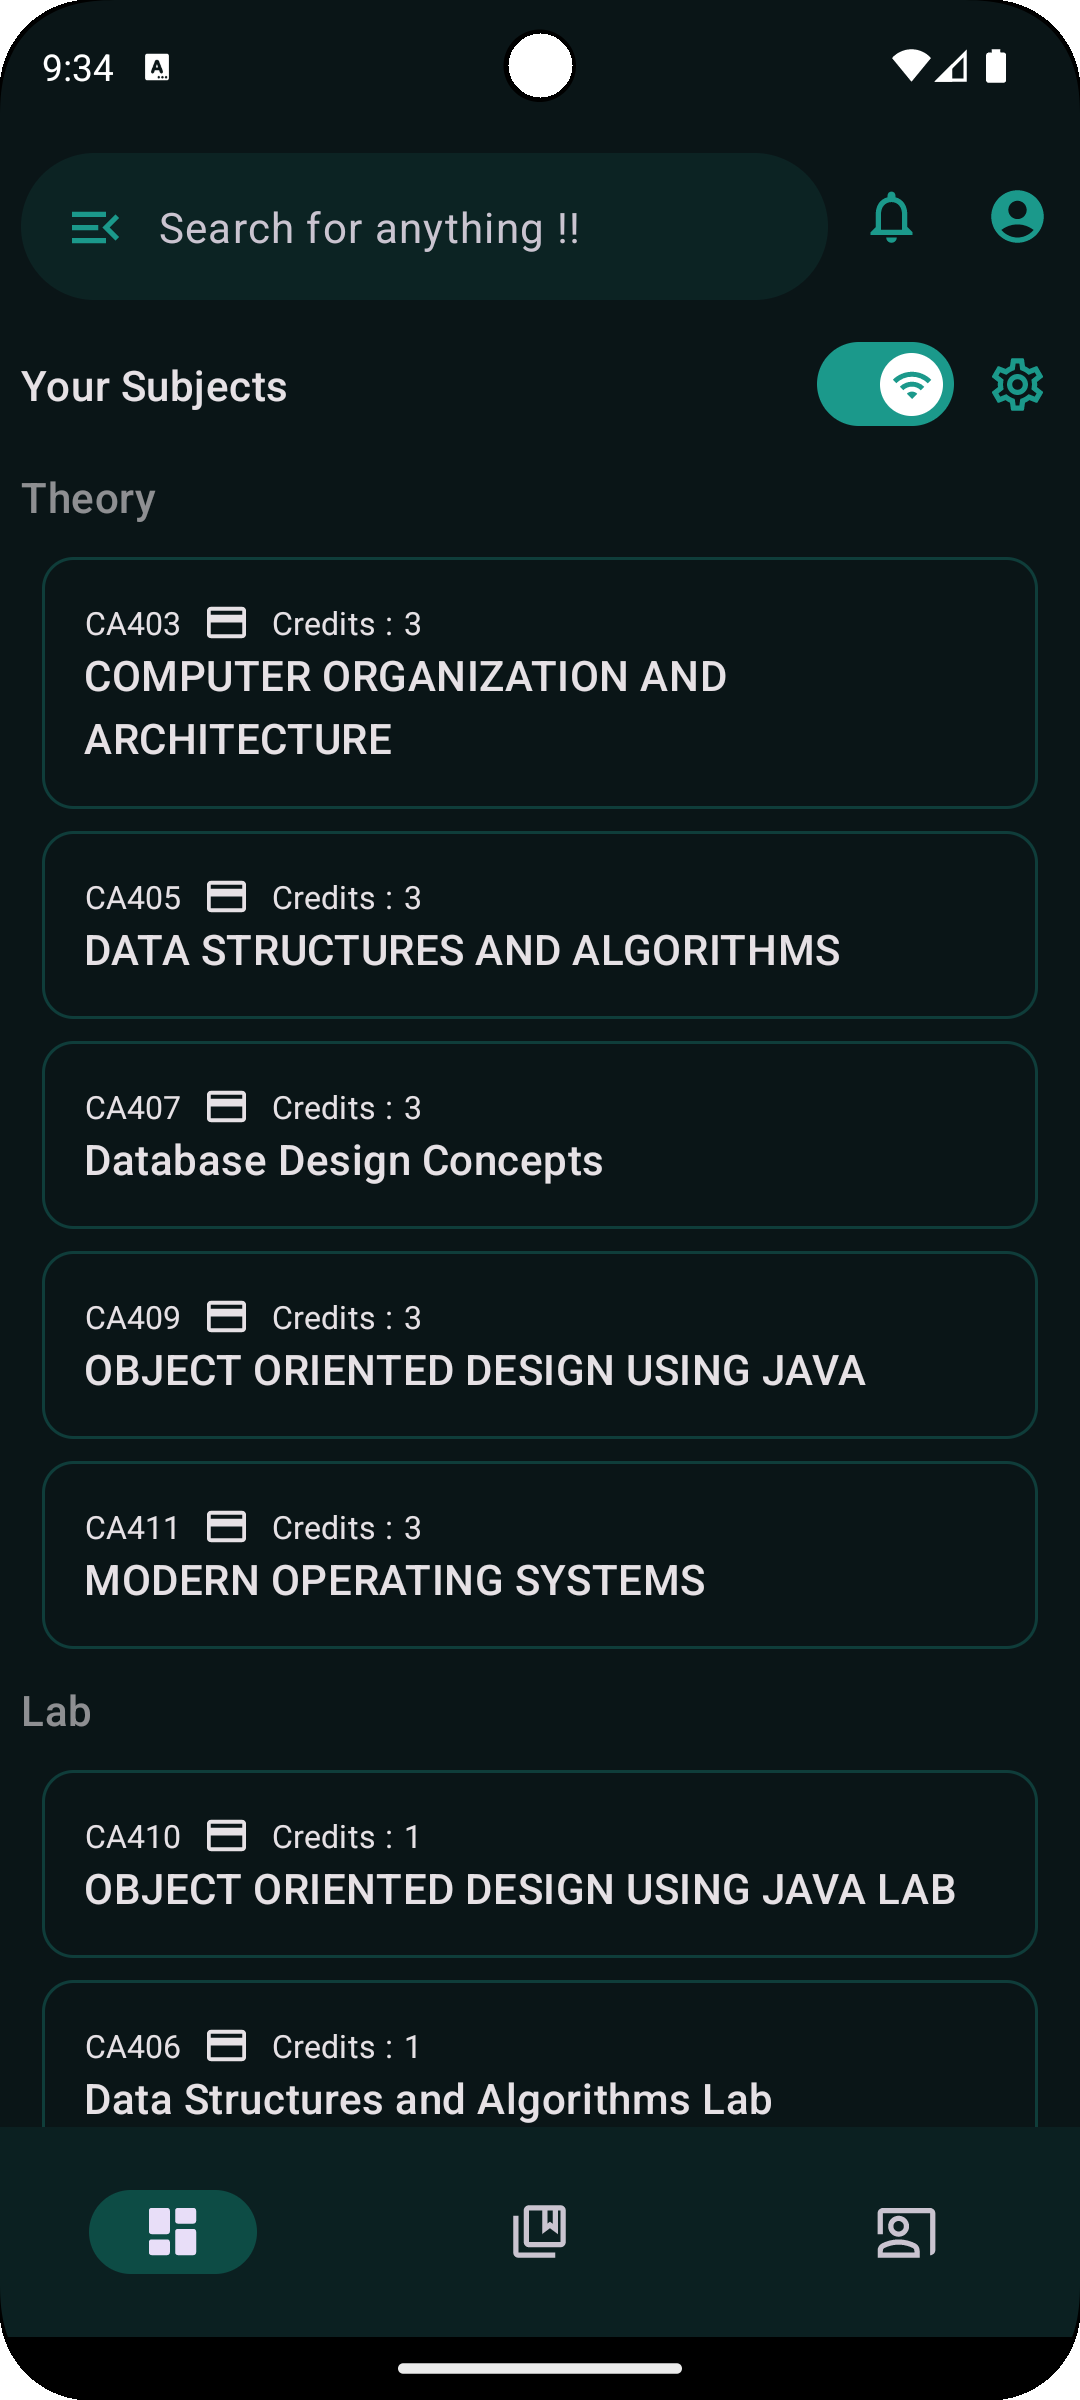 9:34
Search for anything !!
Your Subjects
Theory
CA403 Credits : 3
COMPUTER ORGANIZATION AND
ARCHITECTURE
CA405 Credits : 3
DATA STRUCTURES AND ALGORITHMS
CA407 Credits : 3
Database Design Concepts
CA409 Credits : 3
OBJECT ORIENTED DESIGN USING JAVA
CA411 Credits : 3
MODERN OPERATING SYSTEMS
Lab
CA410 Credits : 1
OBJECT ORIENTED DESIGN USING JAVA LAB
CA406 Credits : 1
Data Structures and Algorithms Lab